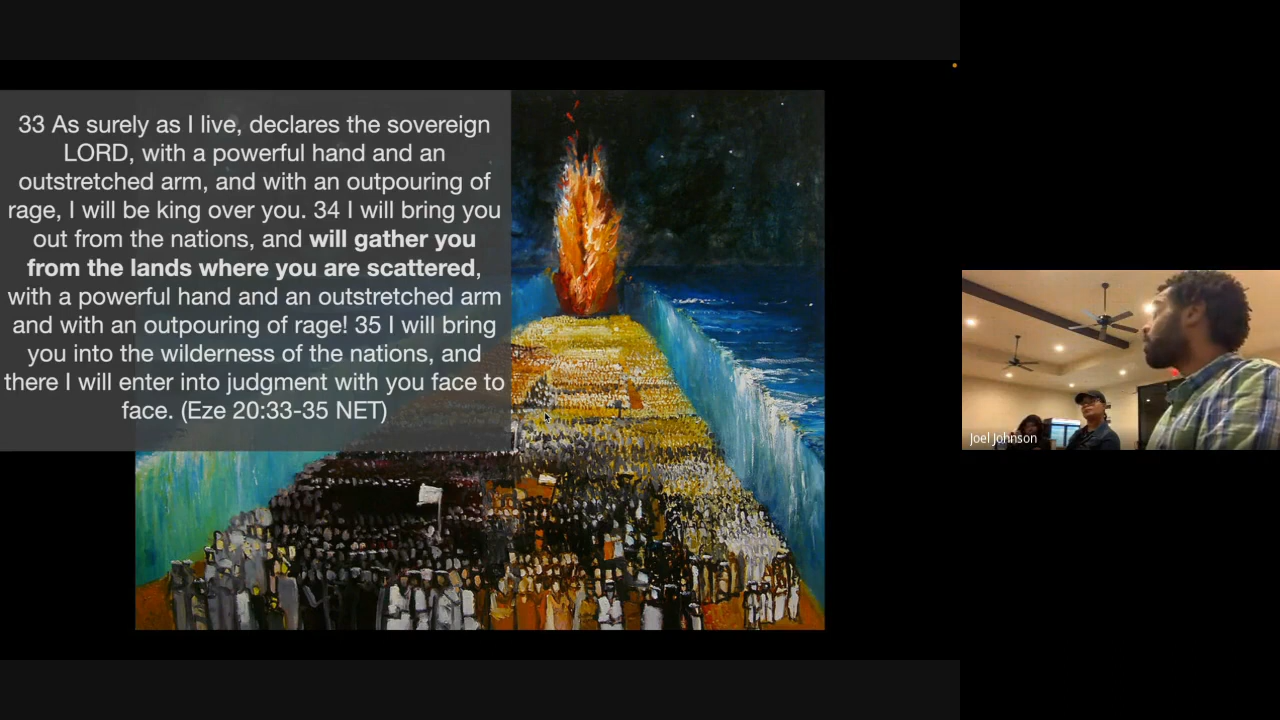 33 As surely as I live, declares the sovereign
LORD, with a powerful hand and an
outstretched arm, and with an outpouring of
rage, I will be king over you. 34 I will bring you
out from the nations, and will gather you
from the lands where you are scattered,
with a powerful hand and an outstretched arm
and with an outpouring of rage! 35 I will bring
you into the wilderness of the nations, and
there I will enter into judgment with you face to
face. (Eze 20:33-35 NET)
Joel Johnson